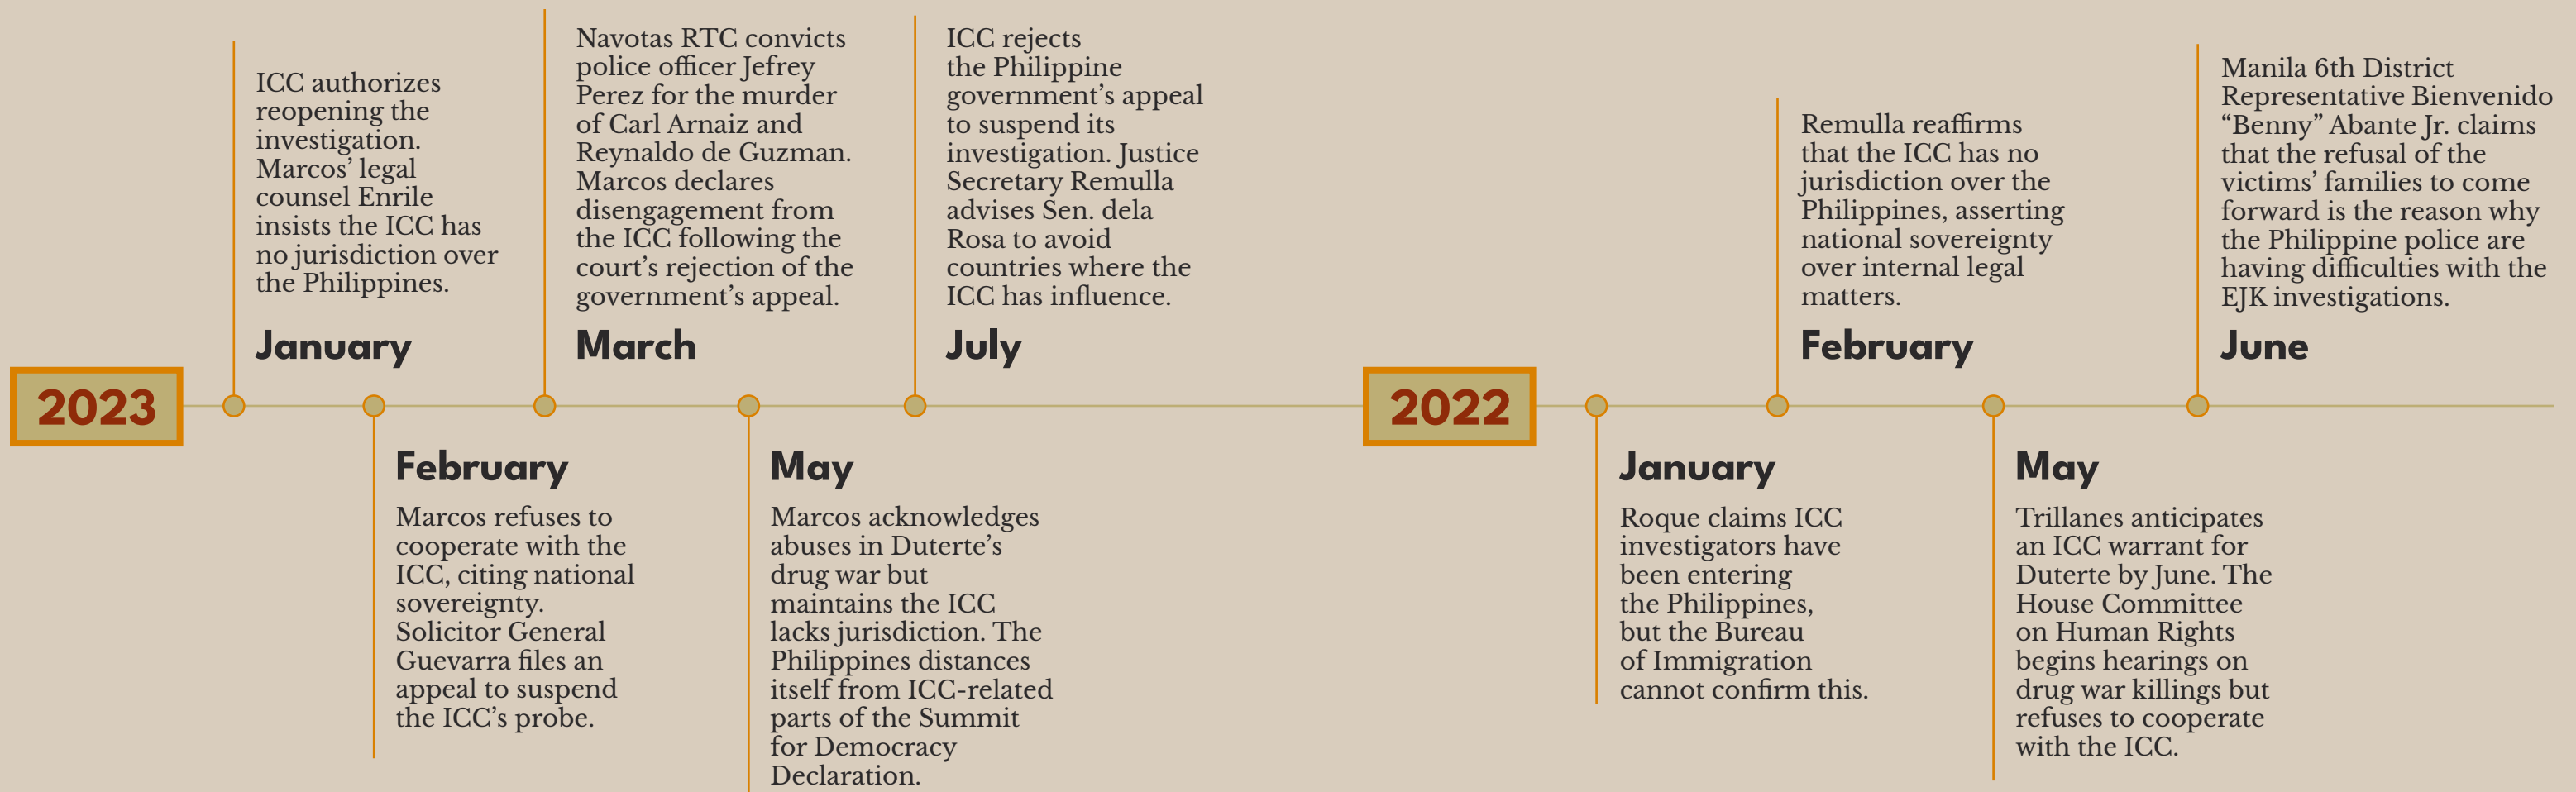 2023
ICC authorizes
reopening the
investigation.
Marcos’ legal
counsel Enrile
insists the ICC has
no jurisdiction over
the Philippines.
January
February
Marcos refuses to
cooperate with the
ICC, citing national
sovereignty.
Solicitor General
Guevarra files an
appeal to suspend
the ICC’s probe.
Navotas RTC convicts
police officer Jefrey
Perez for the murder
of Carl Arnaiz and
Reynaldo de Guzman.
Marcos declares
disengagement from
the ICC following the
court’s rejection of the
government’s appeal.
March
May
Marcos acknowledges
abuses in Duterte’s
drug war but
maintains the ICC
lacks jurisdiction. The
Philippines distances
itself from ICC-related
parts of the Summit
for Democracy
Declaration.
ICC rejects
the Philippine
government’s appeal
to suspend its
investigation. Justice
Secretary Remulla
advises Sen. dela
Rosa to avoid
countries where the
ICC has influence.
July
2022
January
Roque claims ICC
investigators have
been entering
the Philippines,
but the Bureau
of Immigration
cannot confirm this.
Remulla reaffirms
that the ICC has no
jurisdiction over the
Philippines, asserting
national sovereignty
over internal legal
matters.
February
May
Trillanes anticipates
an ICC warrant for
Duterte by June. The
House Committee
on Human Rights
begins hearings on
drug war killings but
refuses to cooperate
with the ICC.
Manila 6th District
Representative Bienvenido
“Benny” Abante Jr. claims
that the refusal of the
victims’ families to come
forward is the reason why
the Philippine police are
having difficulties with the
EJK investigations.
June